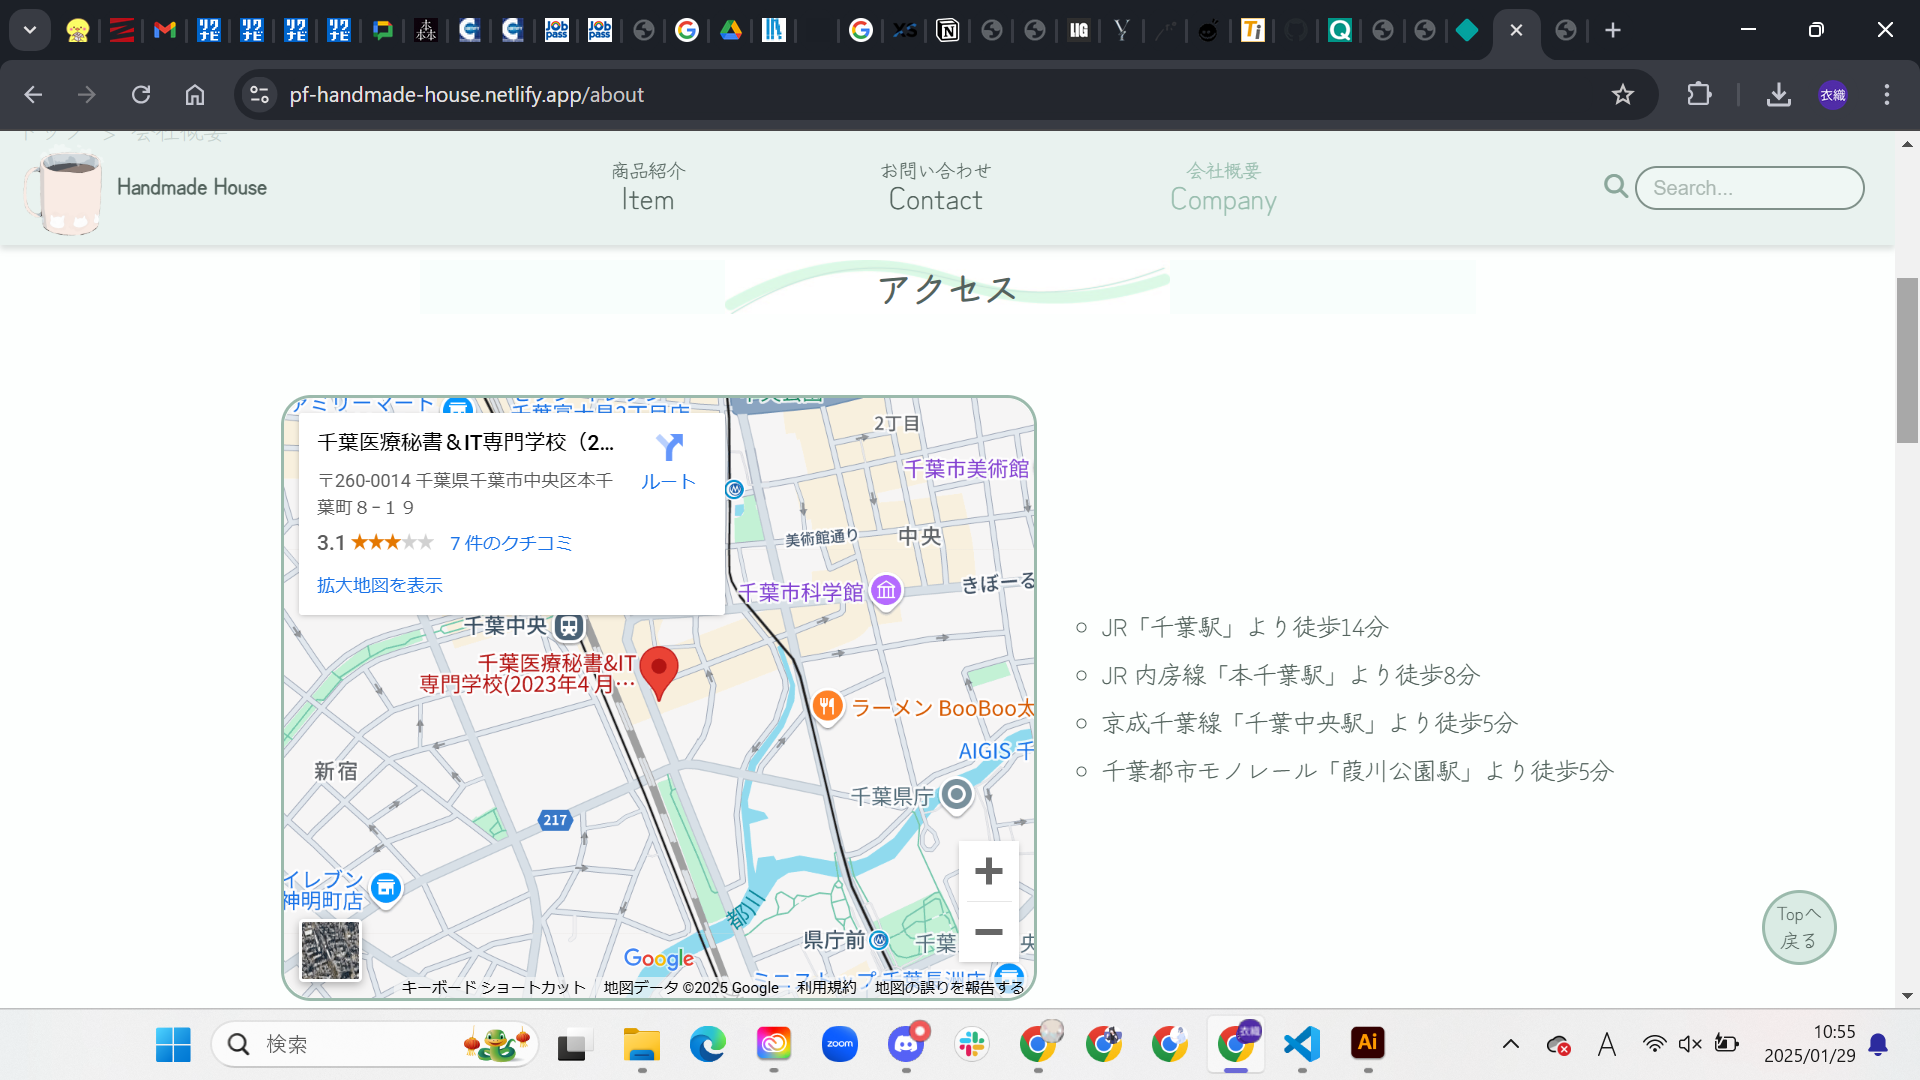 pf-handmade-house.netlify.app/about
衣織
トップ > 会社概要
Handmade House
商品紹介
Item
お問い合わせ
Contact
会社概要
Company
Search...
アクセス
千葉医療秘書＆IT専門学校（2...
〒260-0014 千葉県千葉市中央区本千
葉町８−１９
3.1
7 件のクチコミ
拡大地図を表示
ルート
2丁目
千葉市美術館
美術館通り
中央
千葉市科学館
きぼーる
千葉中央
千葉医療秘書&IT
専門学校(2023年4 月…
ラーメン BooBoo太
AIGIS 千
新宿
千葉県庁
217
イレブン
神明町店
都川
県庁前
Google
キーボード ショートカット
地図データ ©2025 Google
利用規約
地図の誤りを報告する
JR「千葉駅」より徒歩14分
JR 内房線「本千葉駅」より徒歩8分
京成千葉線「千葉中央駅」より徒歩5分
千葉都市モノレール「葭川公園駅」より徒歩5分
Topへ
戻る
検索
zoom
衣織
Ai
A
10:55
2025/01/29